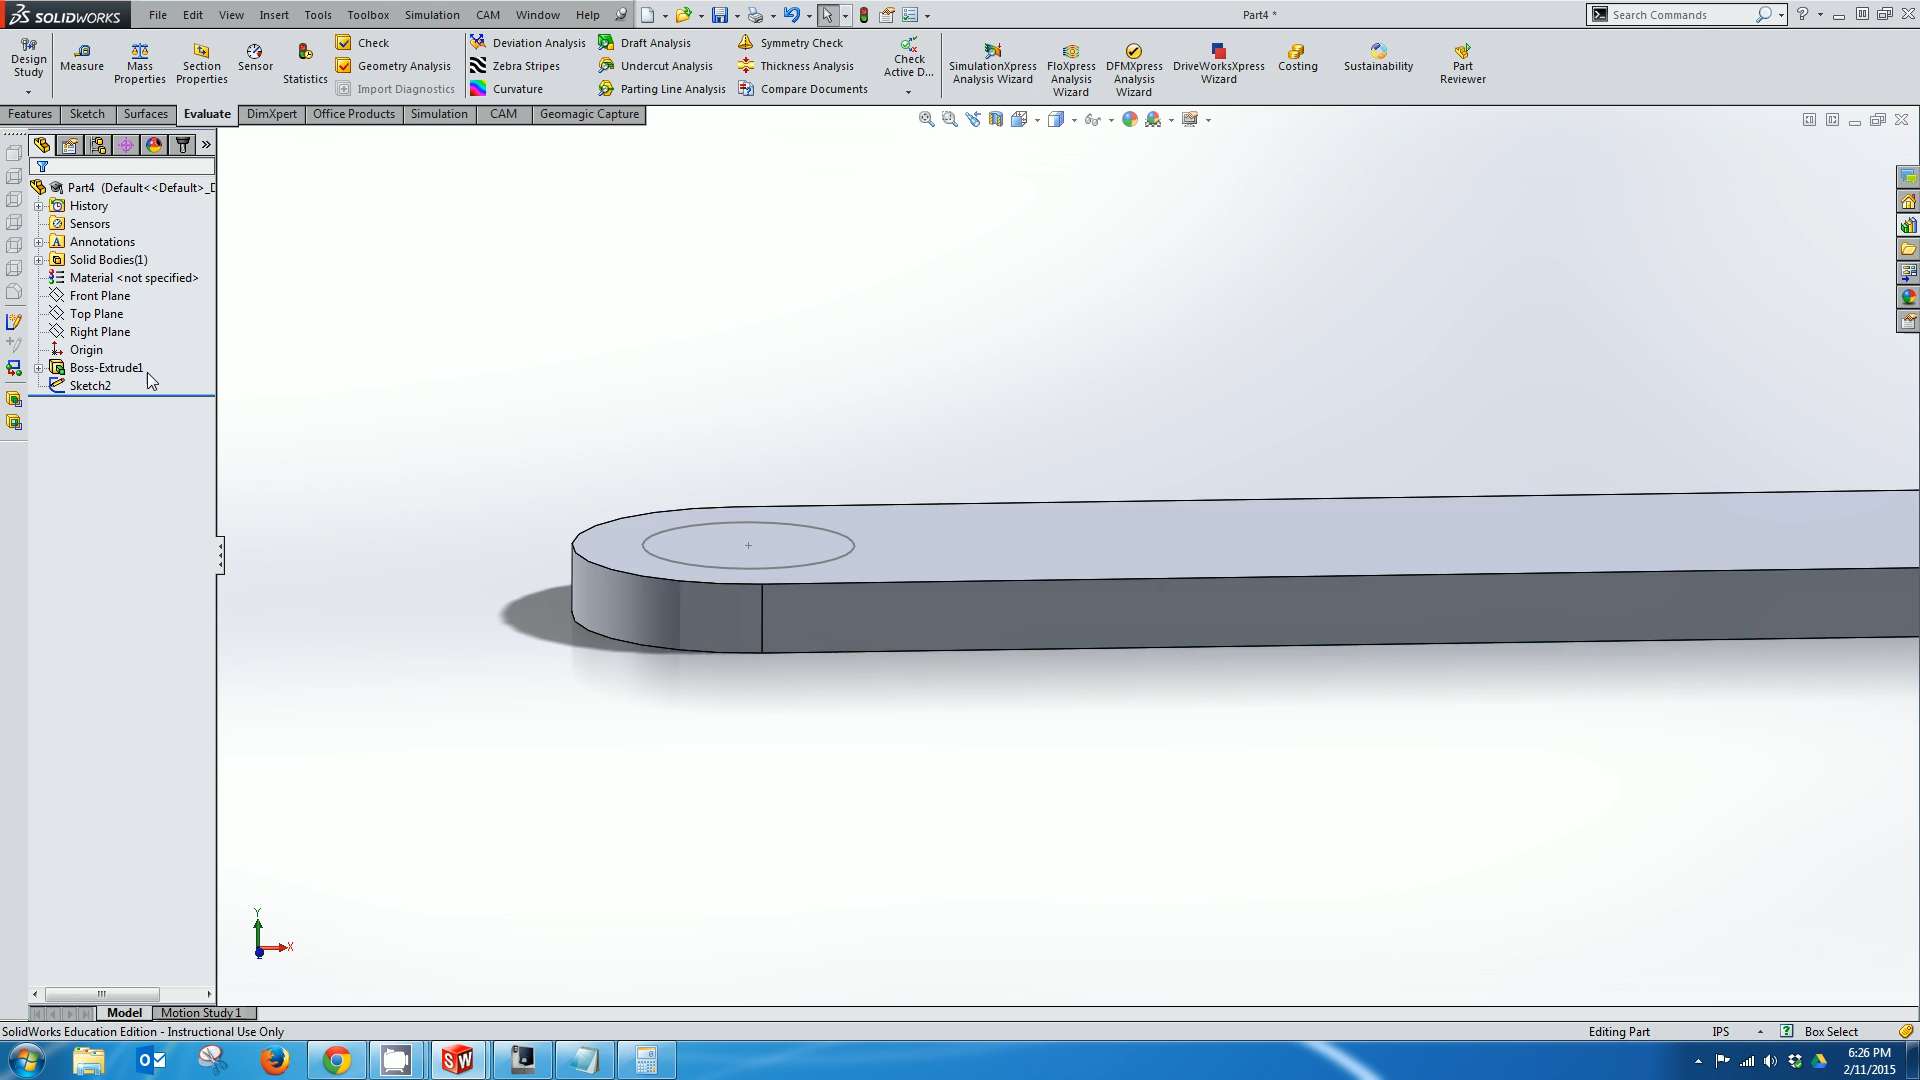 SOLIDWORKS File Edit View Insert Tools Toolbox Simulation CAM Window Help Part4 * Search Commands
Design Study
Measure
Mass Properties
Section Properties
Sensor
Statistics
Check
Geometry Analysis
Import Diagnostics
Deviation Analysis
Zebra Stripes
Curvature
Draft Analysis
Undercut Analysis
Parting Line Analysis
Symmetry Check
Thickness Analysis
Compare Documents
Check Active D...
SimulationXpress Analysis Wizard
FloXpress Analysis Wizard
DFMXpress Analysis Wizard
DriveWorksXpress Wizard
Costing
Sustainability
Part Reviewer
Features Sketch Surfaces Evaluate DimXpert Office Products Simulation CAM Geomagic Capture
Part4 (Default<<Default>_D
History
Sensors
Annotations
Solid Bodies(1)
Material <not specified>
Front Plane
Top Plane
Right Plane
Origin
Boss-Extrude1
Sketch2
Y
X
Z
Model Motion Study 1
SolidWorks Education Edition - Instructional Use Only Editing Part IPS Box Select
6:26 PM
2/11/2015